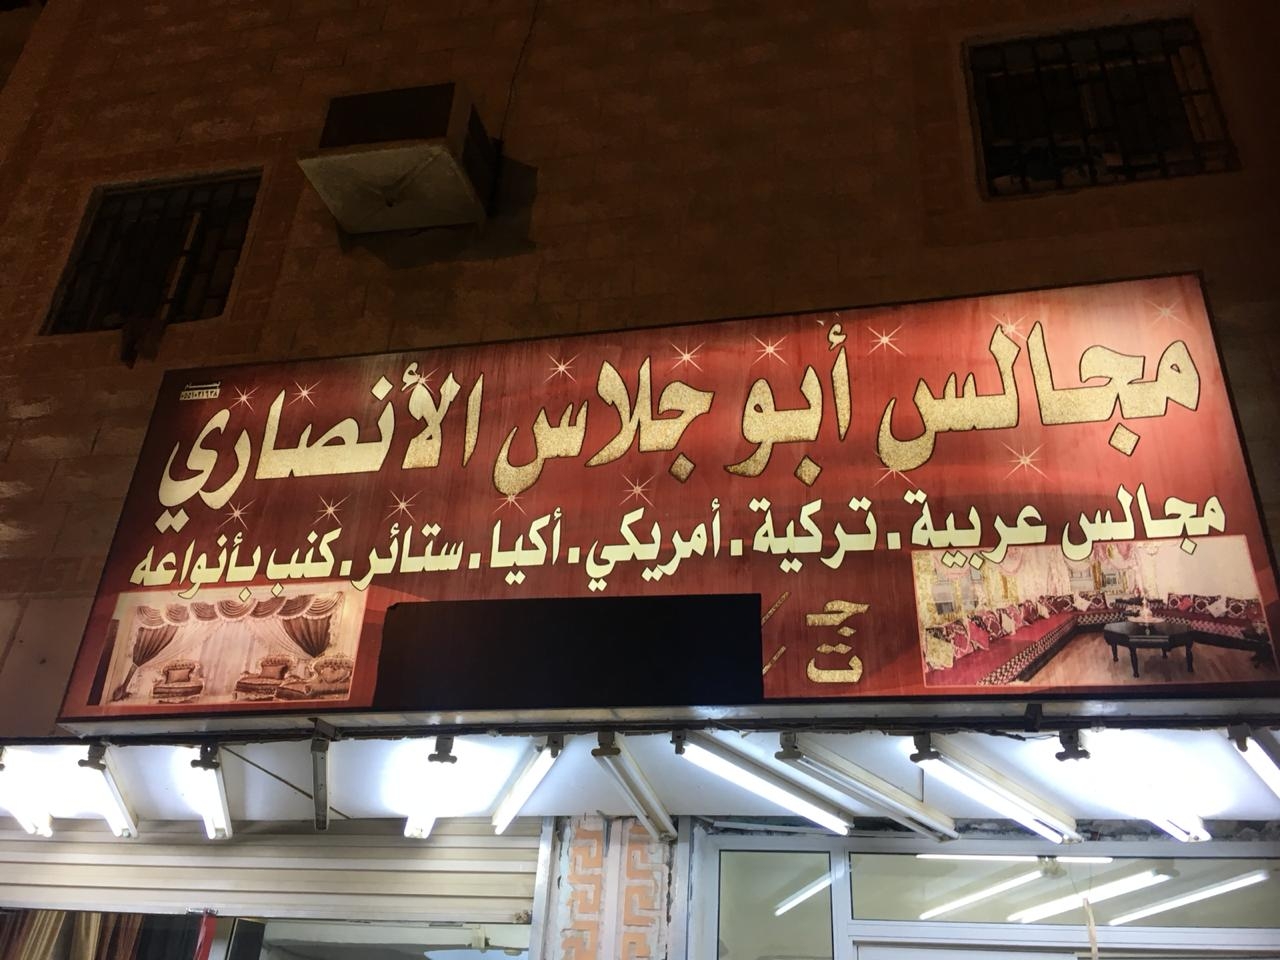 مجالس أبو جلاس الأنصاري
مجالس عربية . تركية . أمريكي . أكيا . ستائر . كنب بأنواعه
ج
ت